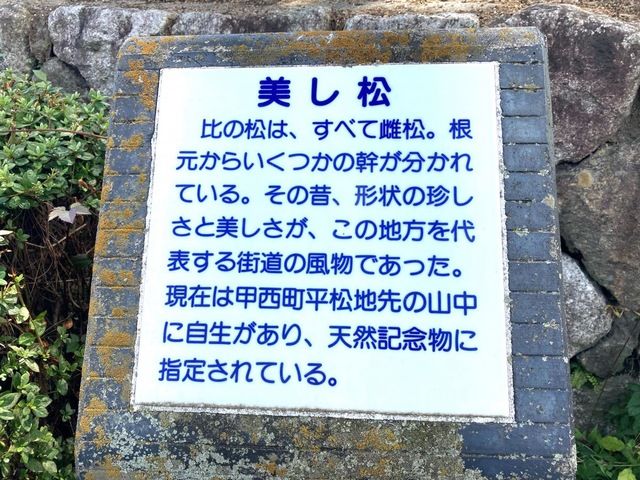 美し松
比の松は、すべて雌松。根
元からいくつかの幹が分かれ
ている。その昔、形状の珍し
さと美しさが、この地方を代
表する街道の風物であった。
現在は甲西町平松地先の山中
に自生があり、天然記念物に
指定されている。